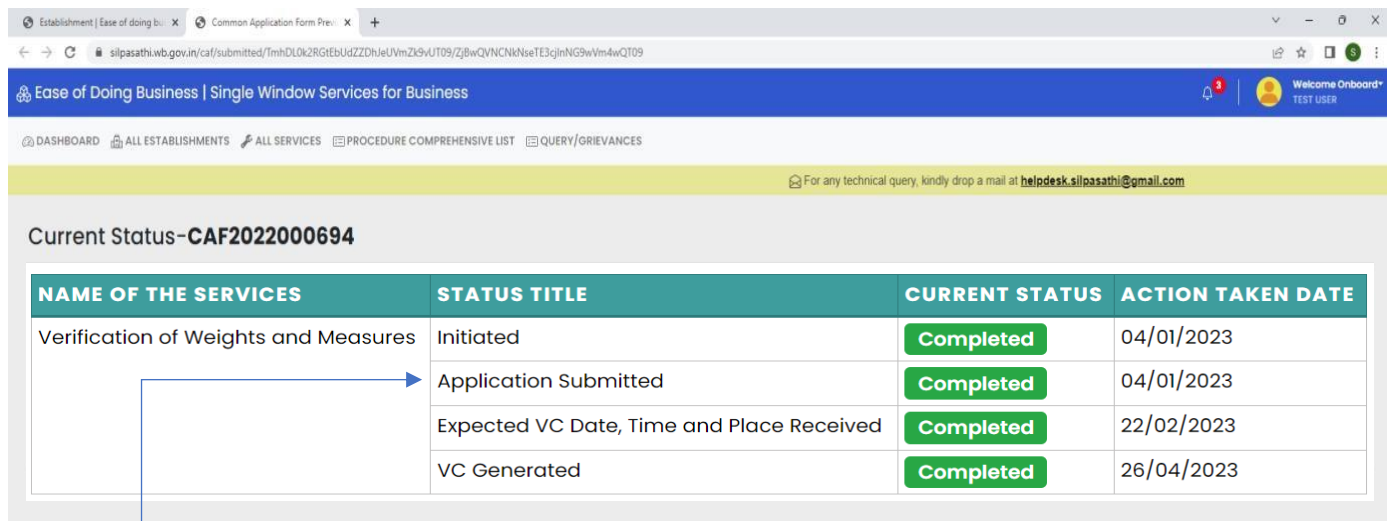 Establishment | Ease of doing bu
Common Application Form Prev
silpasathi.wb.gov.in/caf/submitted/
Ease of Doing Business | Single Window Services for Business
3
Welcome Onboard
TEST USER
S
DASHBOARD ALL ESTABLISHMENTS ALL SERVICES PROCEDURE COMPREHENSIVE LIST QUERY/GRIEVANCES
For any technical query, kindly drop a mail at helpdesk.silpasathi@gmail.com
Current Status-CAF2022000694
NAME OF THE SERVICES STATUS TITLE CURRENT STATUS ACTION TAKEN DATE
Verification of Weights and Measures Initiated Completed 04/01/2023
Application Submitted Completed 04/01/2023
Expected VC Date, Time and Place Received Completed 22/02/2023
VC Generated Completed 26/04/2023